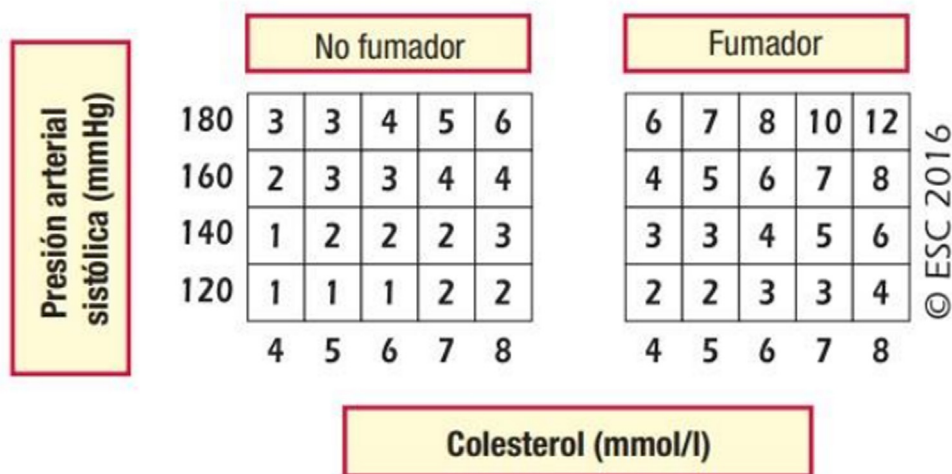 No fumador Fumador
Presión arterial
sistólica (mmHg)
180 3 3 4 5 6 6 7 8 10 12
160 2 3 3 4 4 4 5 6 7 8
140 1 2 2 2 3 3 3 4 5 6
120 1 1 1 2 2 2 2 3 3 4
4 5 6 7 8 4 5 6 7 8
Colesterol (mmol/l)
© ESC 2016